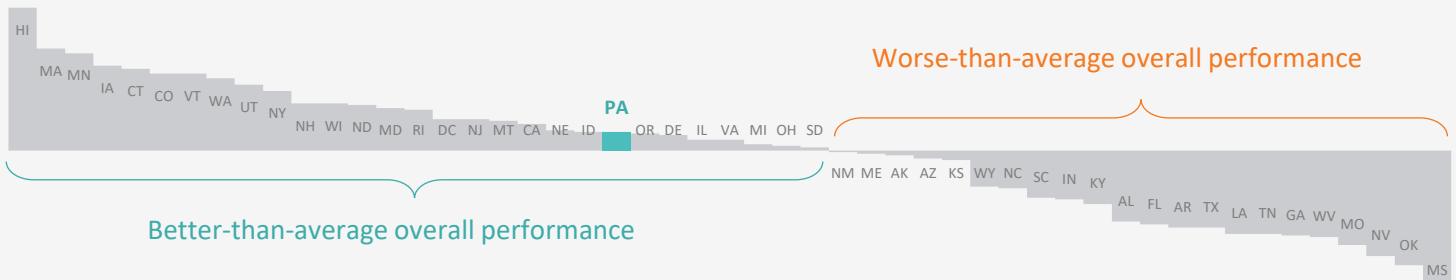 HI
MA
MN
IA
CT
CO
VT
WA
UT
NY
NH
WI
ND
MD
RI
DC
NJ
MT
CA
NE
ID
PA
OR
DE
IL
VA
MI
OH
SD
Worse-than-average overall performance
NM
ME
AK
AZ
KS
WY
NC
SC
IN
KY
AL
FL
AR
TX
LA
TN
GA
WV
MO
NV
OK
MS
Better-than-average overall performance